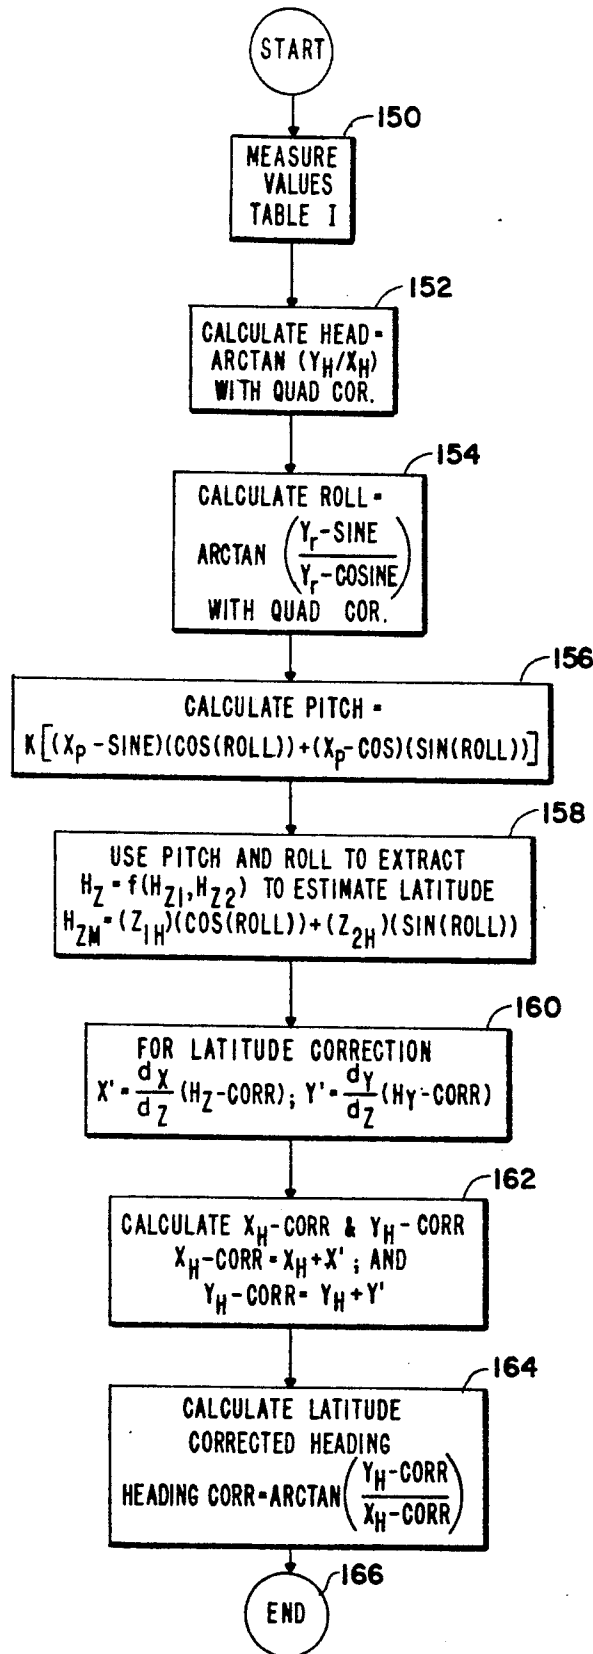 START
150
MEASURE
VALUES
TABLE I
152
CALCULATE HEAD=
ARCTAN (Y_H/X_H)
WITH QUAD COR.
154
CALCULATE ROLL=
ARCTAN (Y_r-SINE / Y_r-COSINE)
WITH QUAD COR.
156
CALCULATE PITCH =
K[(X_P-SINE)(COS(ROLL))+(X_P-COS)(SIN(ROLL))]
158
USE PITCH AND ROLL TO EXTRACT
H_Z=f(H_Z1,H_Z2) TO ESTIMATE LATITUDE
H_ZM=(Z_1H)(COS(ROLL))+(Z_2H)(SIN(ROLL))
160
FOR LATITUDE CORRECTION
X'=d_X/d_Z (H_Z-CORR); Y'=d_Y/d_Z (H_Y-CORR)
162
CALCULATE X_H-CORR & Y_H-CORR
X_H-CORR=X_H+X'; AND
Y_H-CORR= Y_H+Y'
164
CALCULATE LATITUDE
CORRECTED HEADING
HEADING CORR=ARCTAN(Y_H-CORR / X_H-CORR)
166
END